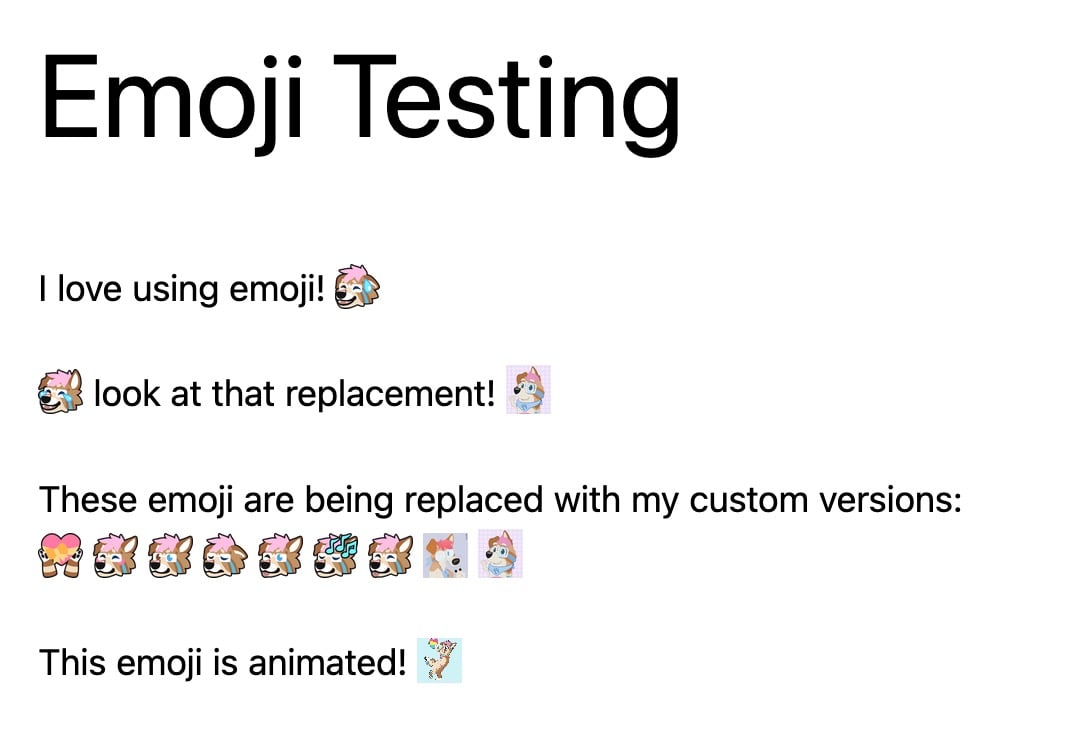 Emoji Testing
I love using emoji!
look at that replacement!
These emoji are being replaced with my custom versions:
This emoji is animated!